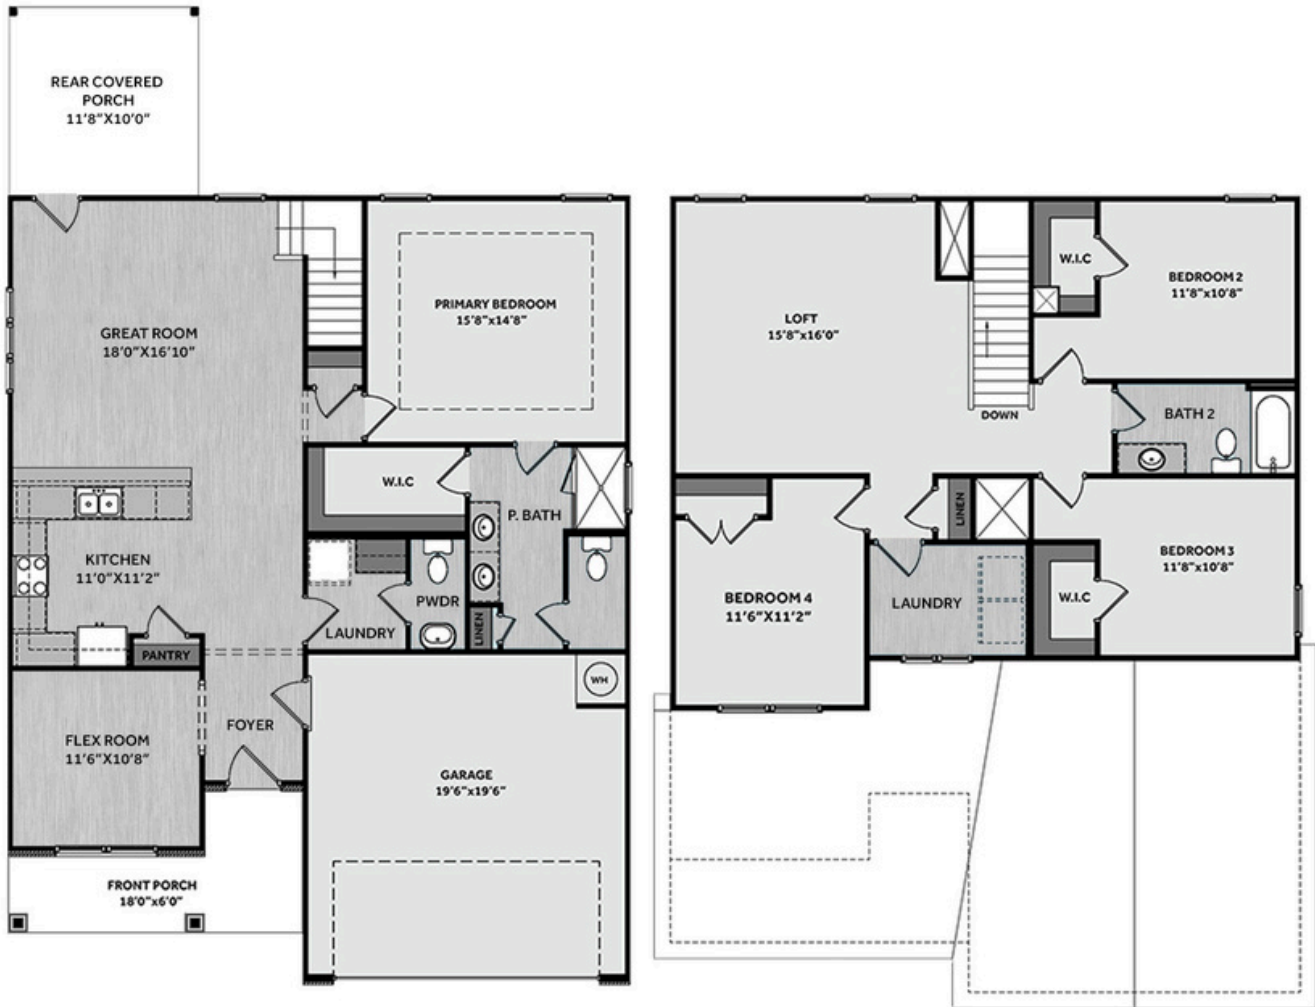 REAR COVERED
PORCH
11'8"X10'0"
GREAT ROOM
18'0"X16'10"
PRIMARY BEDROOM
15'8"x14'8"
W.I.C
P. BATH
KITCHEN
11'0"X11'2"
PWDR
LAUNDRY
LINEN
PANTRY
WH
FOYER
FLEX ROOM
11'6"X10'8"
GARAGE
19'6"x19'6"
FRONT PORCH
18'0"x6'0"
W.I.C
BEDROOM 2
11'8"x10'8"
LOFT
15'8"x16'0"
DOWN
BATH 2
LINEN
BEDROOM 3
11'8"x10'8"
BEDROOM 4
11'6"X11'2"
LAUNDRY
W.I.C